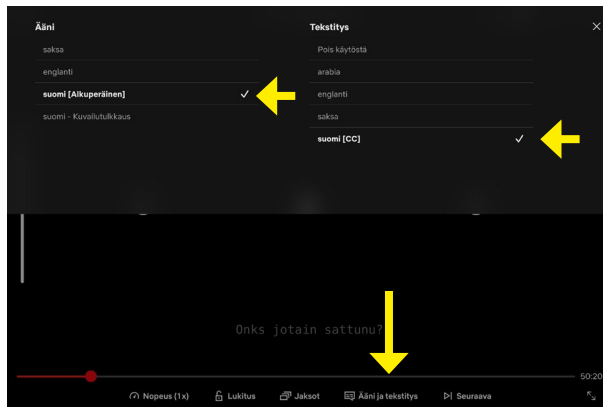 Ääni
saksa
englanti
suomi [Alkuperäinen]
suomi - Kuvailutulkkaus
Tekstitys
Pois käytöstä
arabia
englanti
saksa
suomi [CC]
Onks jotain sattunu?
50:20
Nopeus (1x) Lukitus Jaksot Ääni ja tekstitys Seuraava